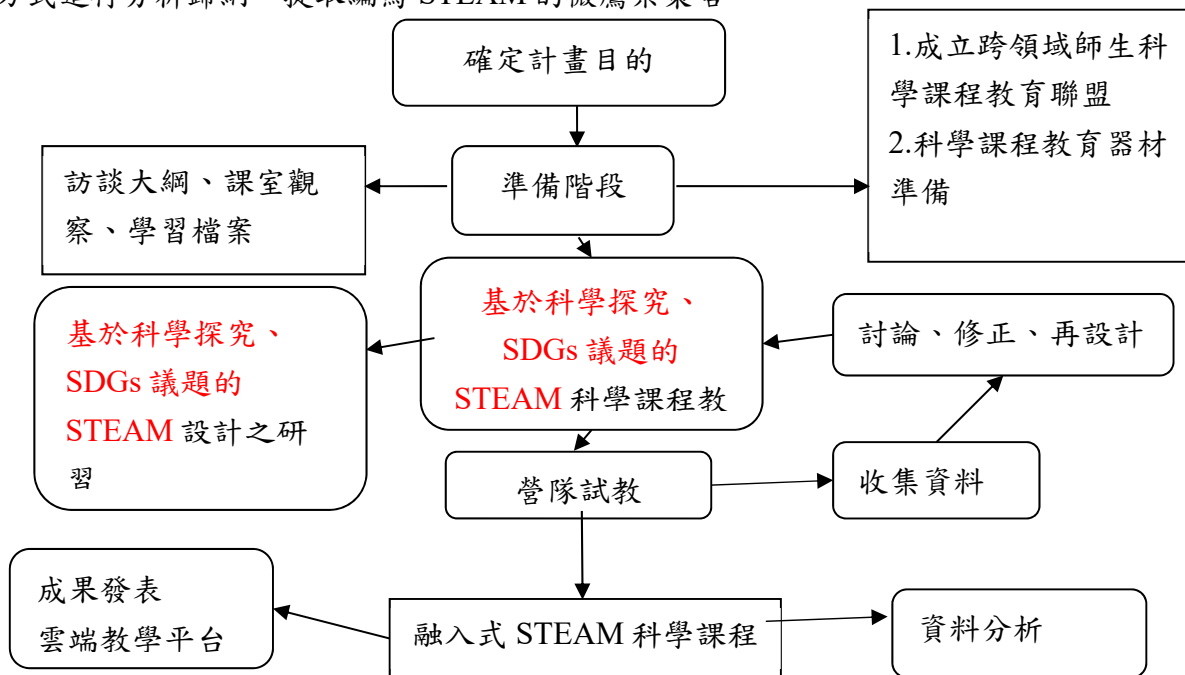 確定計畫目的
1.成立跨領域師生科
學課程教育聯盟
2.科學課程教育器材
準備
訪談大綱、課室觀
察、學習檔案
準備階段
基於科學探究、
SDGs 議題的
STEAM 設計之研
習
基於科學探究、
SDGs 議題的
STEAM 科學課程教
討論、修正、再設計
營隊試教
收集資料
成果發表
雲端教學平台
融入式 STEAM 科學課程
資料分析